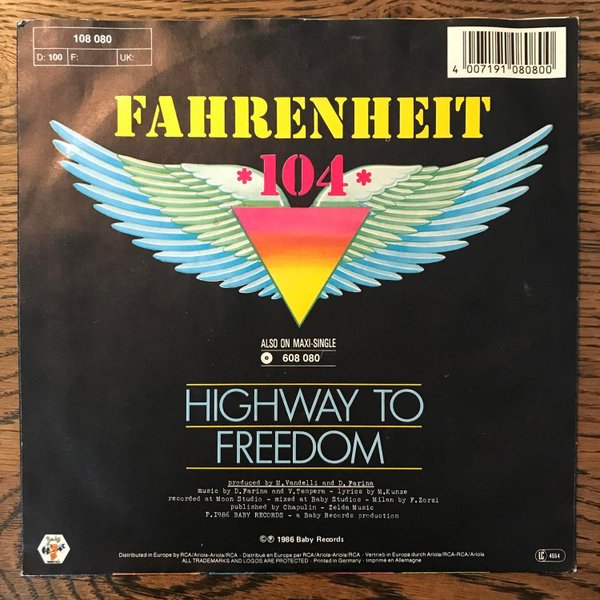 108 080
D: 100 F: UK:
4 007191 080800
FAHRENHEIT
*104*
ALSO ON MAXI-SINGLE
608 080
HIGHWAY TO
FREEDOM
produced by M.Vandelli and D.Farina
music by D.Farina and V.Tempera - lyrics by M.Kunze
recorded at Moon Studio - mixed at Baby Studios - Milan by F.Zorzi
published by Chapulin - Zelda Music
P.1986 BABY RECORDS - a Baby Records production
© ℗ 1986 Baby Records
Distributed in Europe by RCA/Ariola-Ariola/RCA - Distribué en Europe par RCA/Ariola-Ariola/RCA - Vertrieb in Europa durch Ariola/RCA-RCA/Ariola
ALL TRADEMARKS AND LOGOS ARE PROTECTED - Printed in Germany - Imprimé en Allemagne
LC 4554